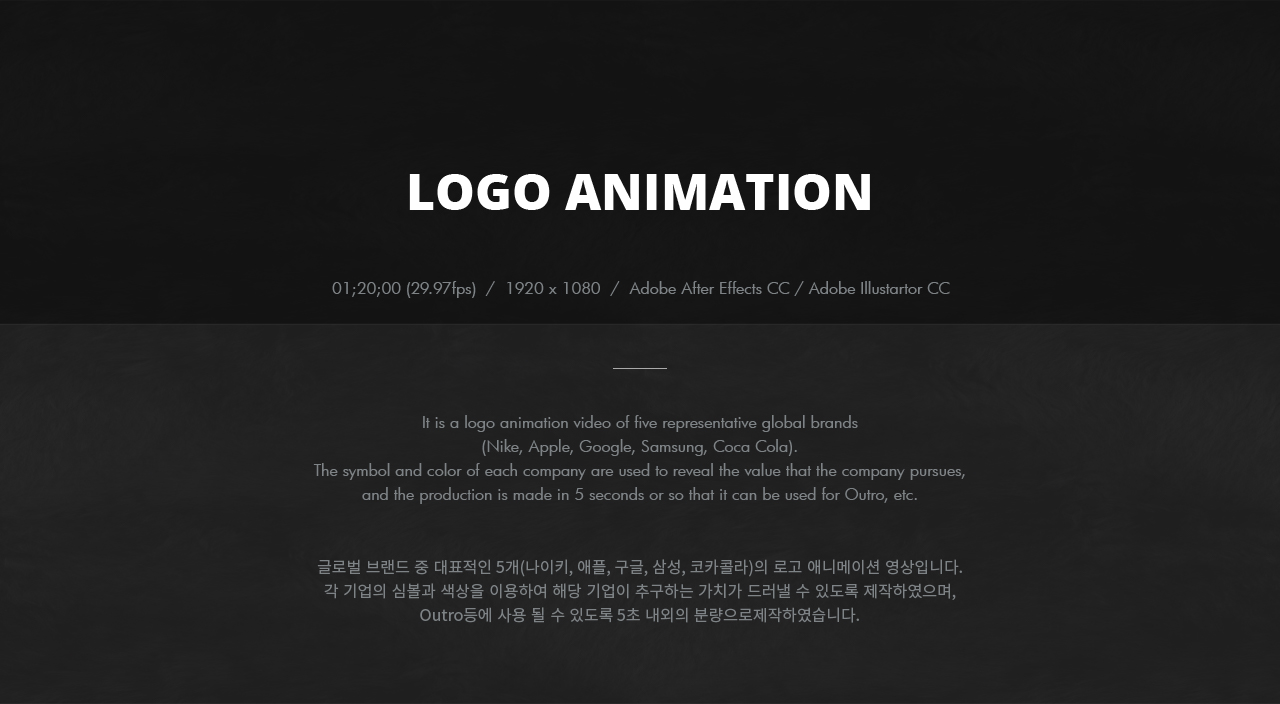 LOGO ANIMATION
01;20;00 (29.97fps) / 1920 x 1080 / Adobe After Effects CC / Adobe Illustartor CC
It is a logo animation video of five representative global brands
(Nike, Apple, Google, Samsung, Coca Cola).
The symbol and color of each company are used to reveal the value that the company pursues,
and the production is made in 5 seconds or so that it can be used for Outro, etc.
글로벌 브랜드 중 대표적인 5개(나이키, 애플, 구글, 삼성, 코카콜라)의 로고 애니메이션 영상입니다.
각 기업의 심볼과 색상을 이용하여 해당 기업이 추구하는 가치가 드러낼 수 있도록 제작하였으며,
Outro등에 사용 될 수 있도록 5초 내외의 분량으로제작하였습니다.